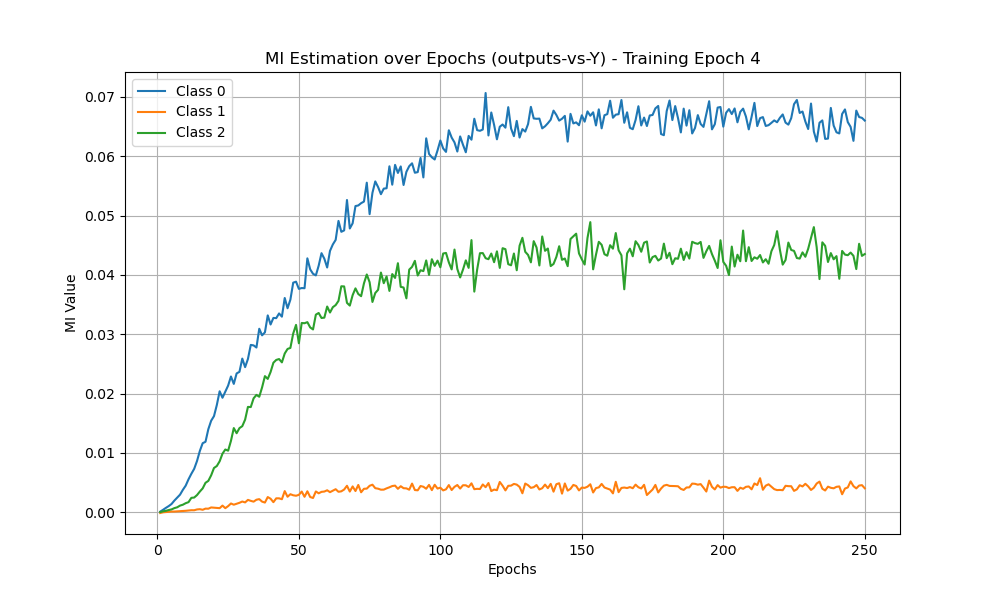 MI Estimation over Epochs (outputs-vs-Y) - Training Epoch 4
Class 0
Class 1
Class 2
MI Value
0.07
0.06
0.05
0.04
0.03
0.02
0.01
0.00
0 50 100 150 200 250
Epochs